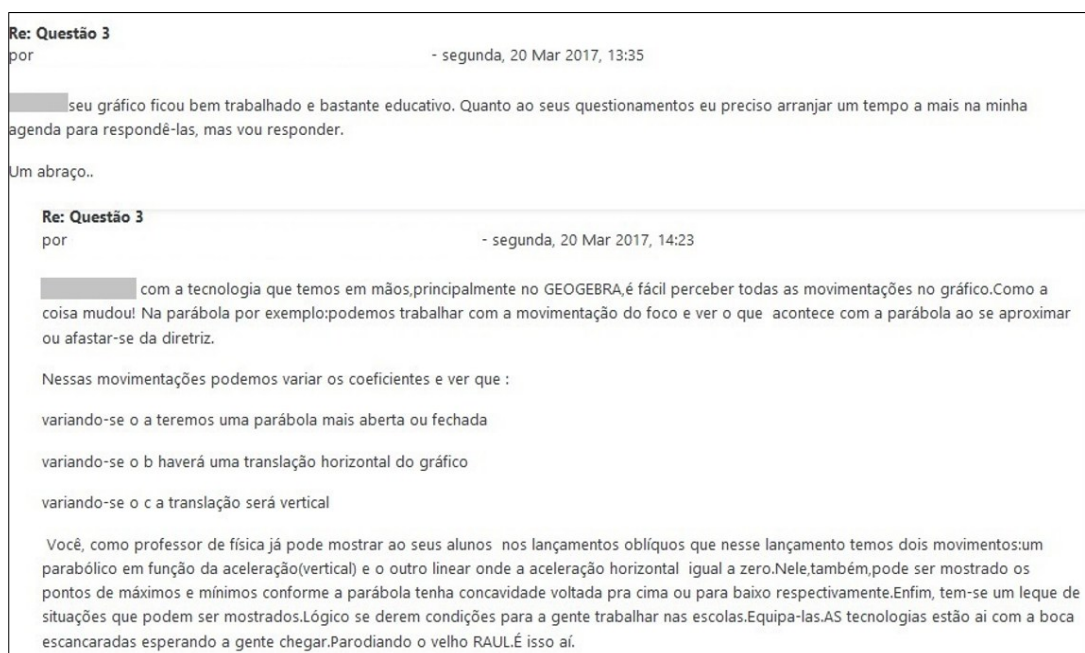 Re: Questão 3
por - segunda, 20 Mar 2017, 13:35
seu gráfico ficou bem trabalhado e bastante educativo. Quanto ao seus questionamentos eu preciso arranjar um tempo a mais na minha
agenda para respondê-las, mas vou responder.
Um abraço..
Re: Questão 3
por - segunda, 20 Mar 2017, 14:23
com a tecnologia que temos em mãos,principalmente no GEOGEBRA,é fácil perceber todas as movimentações no gráfico.Como a
coisa mudou! Na parábola por exemplo:podemos trabalhar com a movimentação do foco e ver o que acontece com a parábola ao se aproximar
ou afastar-se da diretriz.
Nessas movimentações podemos variar os coeficientes e ver que :
variando-se o a teremos uma parábola mais aberta ou fechada
variando-se o b haverá uma translação horizontal do gráfico
variando-se o c a translação será vertical
Você, como professor de física já pode mostrar ao seus alunos nos lançamentos oblíquos que nesse lançamento temos dois movimentos:um
parabólico em função da aceleração(vertical) e o outro linear onde a aceleração horizontal igual a zero.Nele,também,pode ser mostrado os
pontos de máximos e mínimos conforme a parábola tenha concavidade voltada pra cima ou para baixo respectivamente.Enfim, tem-se um leque de
situações que podem ser mostrados.Lógico se derem condições para a gente trabalhar nas escolas.Equipa-las.AS tecnologias estão ai com a boca
escancaradas esperando a gente chegar.Parodiando o velho RAUL.É isso aí.